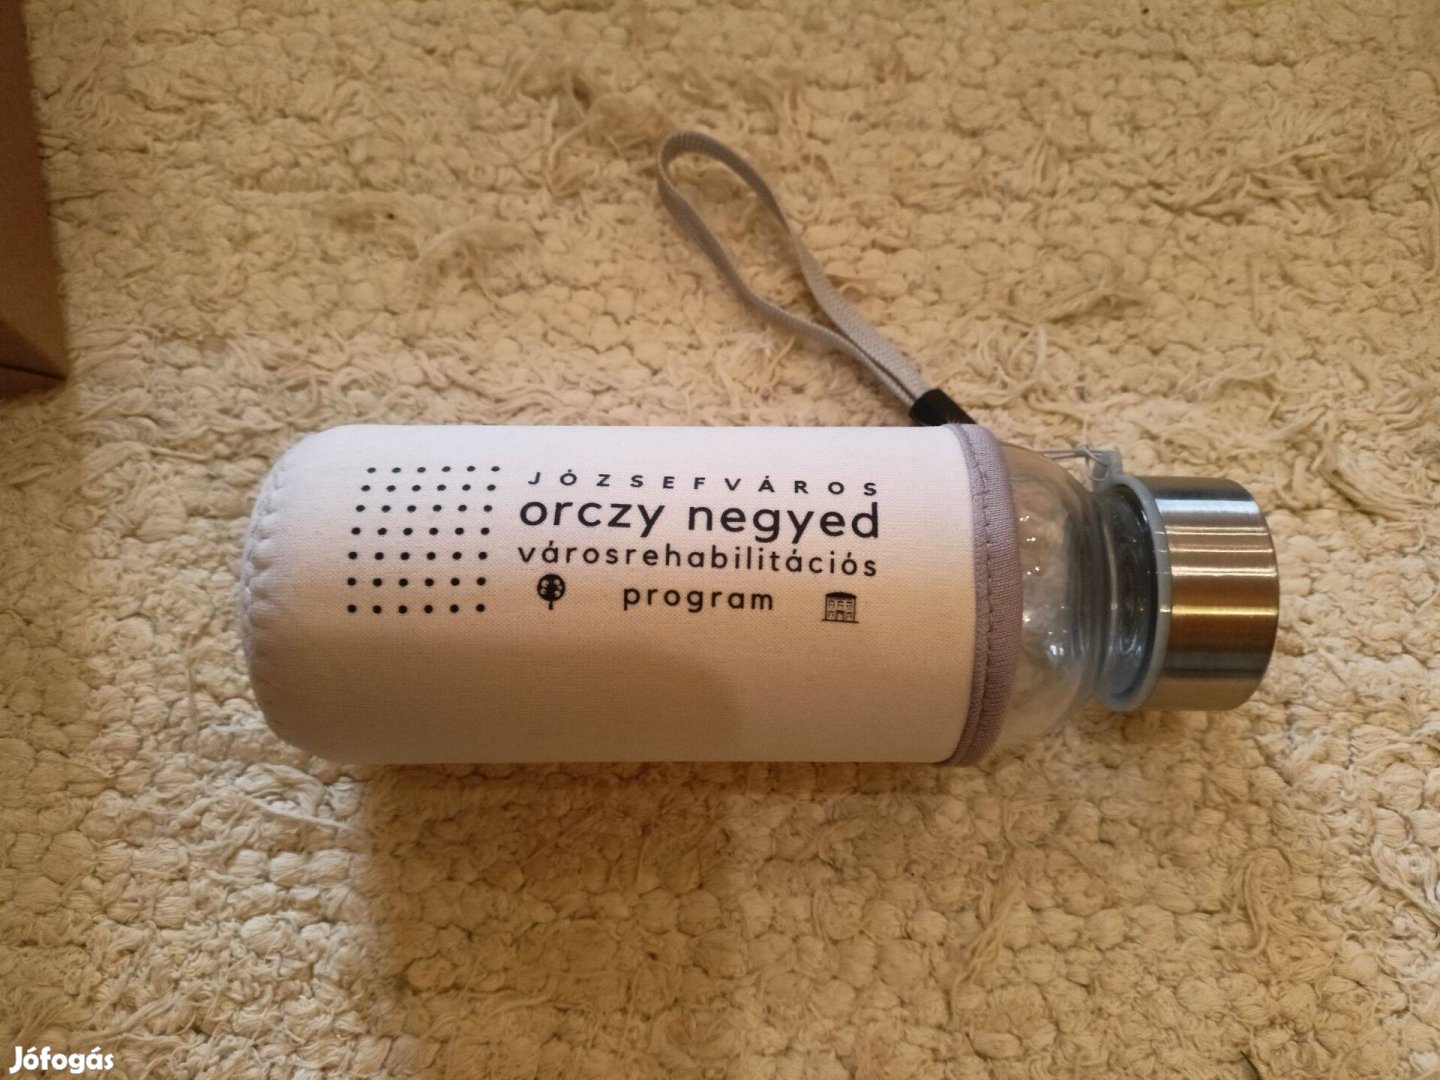 JÓZSEFVÁROS
orczy negyed
városrehabilitációs
program
Jófogás